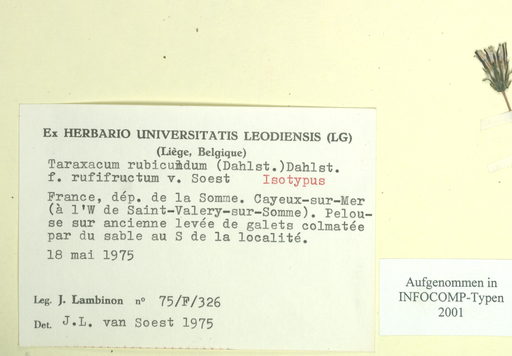 Ex HERBARIO UNIVERSITATIS LEODIENSIS (LG)
(Liège, Belgique)
Taraxacum rubicundum (Dahlst.)Dahlst.
f. rufifructum v. Soest Isotypus
France, dép. de la Somme. Cayeux-sur-Mer
(à l'W de Saint-Valery-sur-Somme). Pelou-
se sur ancienne levée de galets colmatée
par du sable au S de la localité.
18 mai 1975
Leg. J. Lambinon nº 75/F/326
Det. J.L. van Soest 1975
Aufgenommen in
INFOCOMP-Typen
2001